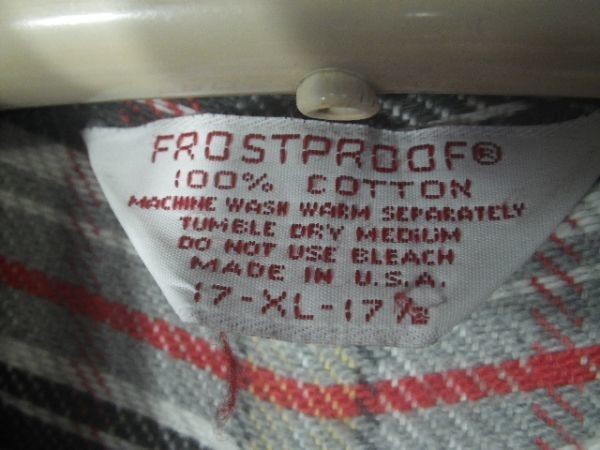 FROSTPROOF®
100% COTTON
MACHINE WASH WARM SEPARATELY
TUMBLE DRY MEDIUM
DO NOT USE BLEACH
MADE IN U.S.A.
17-XL-17½